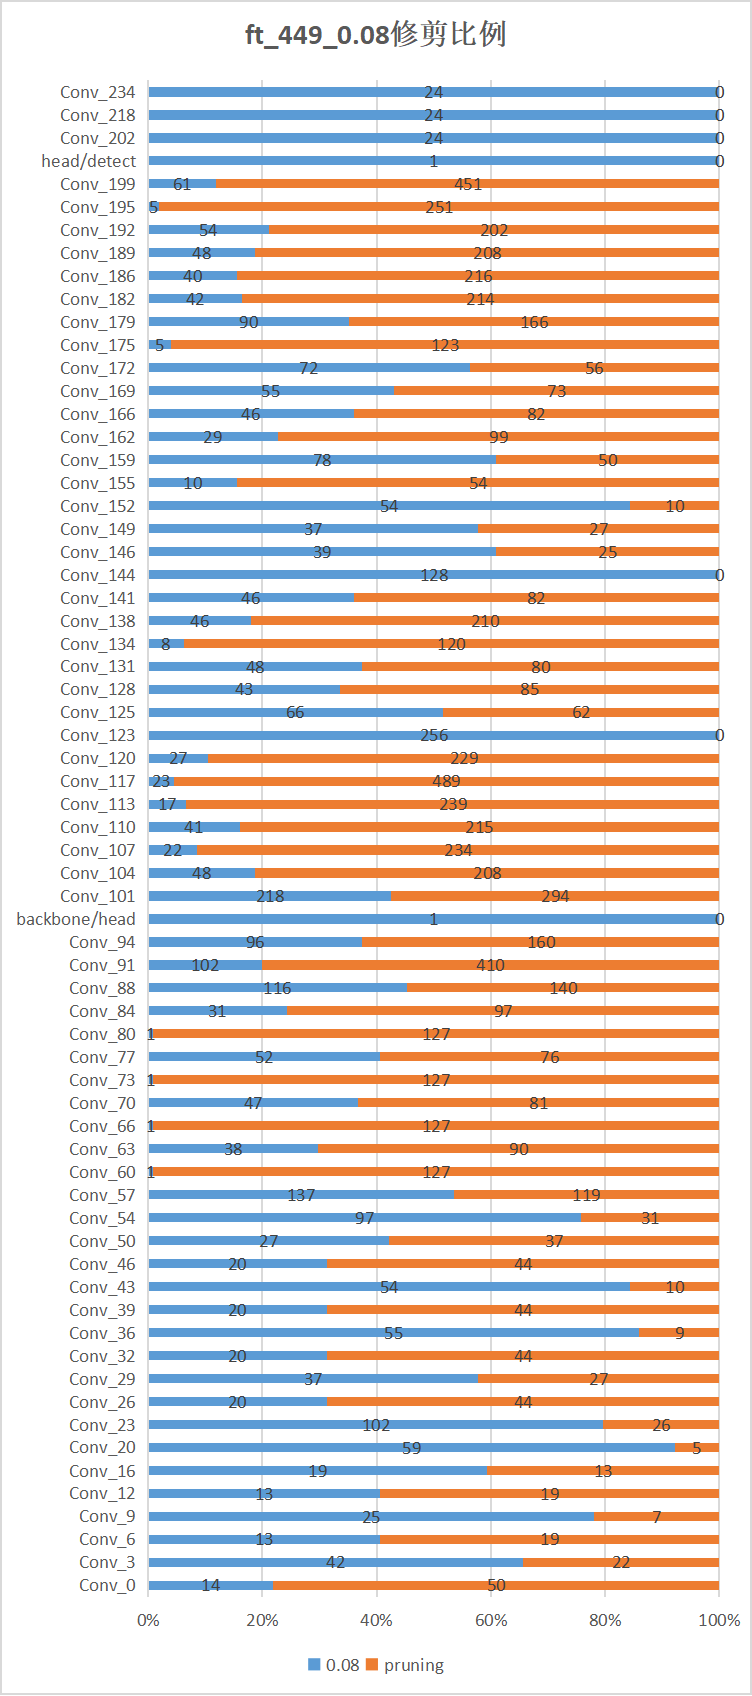 ft_449_0.08修剪比例
Conv_234 24 0
Conv_218 24 0
Conv_202 24 0
head/detect 1 0
Conv_199 61 451
Conv_195 5 251
Conv_192 54 202
Conv_189 48 208
Conv_186 40 216
Conv_182 42 214
Conv_179 90 166
Conv_175 5 123
Conv_172 72 56
Conv_169 55 73
Conv_166 46 82
Conv_162 29 99
Conv_159 78 50
Conv_155 10 54
Conv_152 54 10
Conv_149 37 27
Conv_146 39 25
Conv_144 128 0
Conv_141 46 82
Conv_138 46 210
Conv_134 8 120
Conv_131 48 80
Conv_128 43 85
Conv_125 66 62
Conv_123 256 0
Conv_120 27 229
Conv_117 23 489
Conv_113 17 239
Conv_110 41 215
Conv_107 22 234
Conv_104 48 208
Conv_101 218 294
backbone/head 1 0
Conv_94 96 160
Conv_91 102 410
Conv_88 116 140
Conv_84 31 97
Conv_80 1 127
Conv_77 52 76
Conv_73 1 127
Conv_70 47 81
Conv_66 1 127
Conv_63 38 90
Conv_60 1 127
Conv_57 137 119
Conv_54 97 31
Conv_50 27 37
Conv_46 20 44
Conv_43 54 10
Conv_39 20 44
Conv_36 55 9
Conv_32 20 44
Conv_29 37 27
Conv_26 20 44
Conv_23 102 26
Conv_20 59 5
Conv_16 19 13
Conv_12 13 19
Conv_9 25 7
Conv_6 13 19
Conv_3 42 22
Conv_0 14 50
0% 20% 40% 60% 80% 100%
0.08 pruning